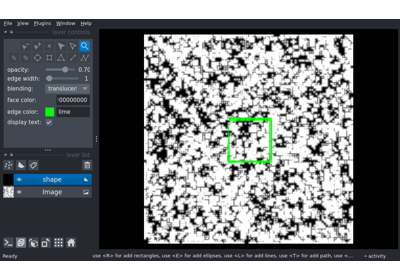 File View Plugins Window Help
layer controls
opacity: 0.70
edge width: 1
blending: translucen
face color: 00000000
edge color: lime
display text:
layer list
shape
Image
Ready
use <R> for add rectangles, use <E> for add ellipses, use <L> for add lines, use <T> for add path, use <...
activity